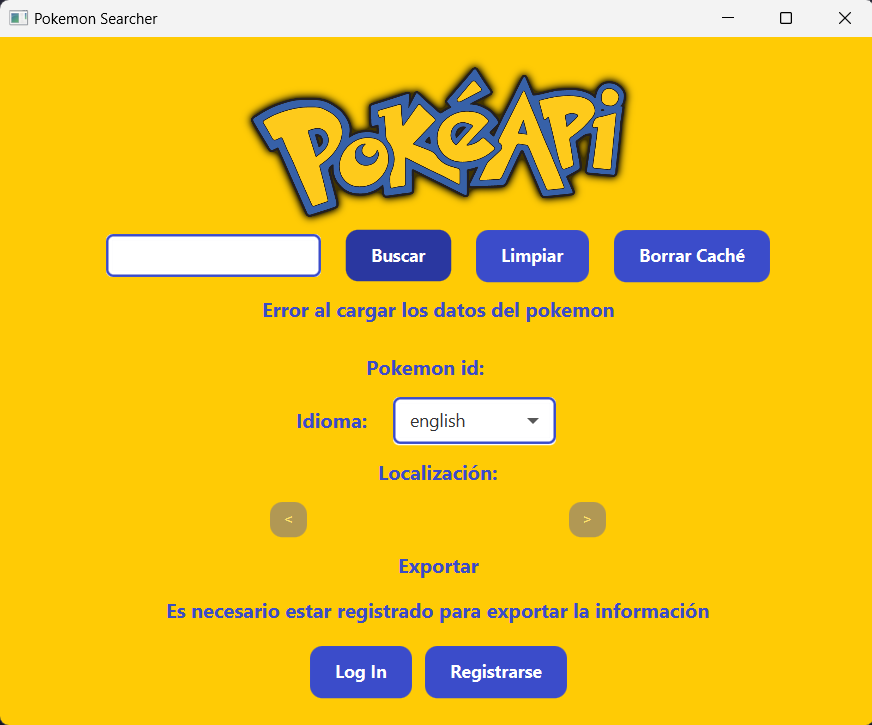 Pokemon Searcher
PokéApi
Buscar Limpiar Borrar Caché
Error al cargar los datos del pokemon
Pokemon id:
Idioma: english
Localización:
< >
Exportar
Es necesario estar registrado para exportar la información
Log In Registrarse